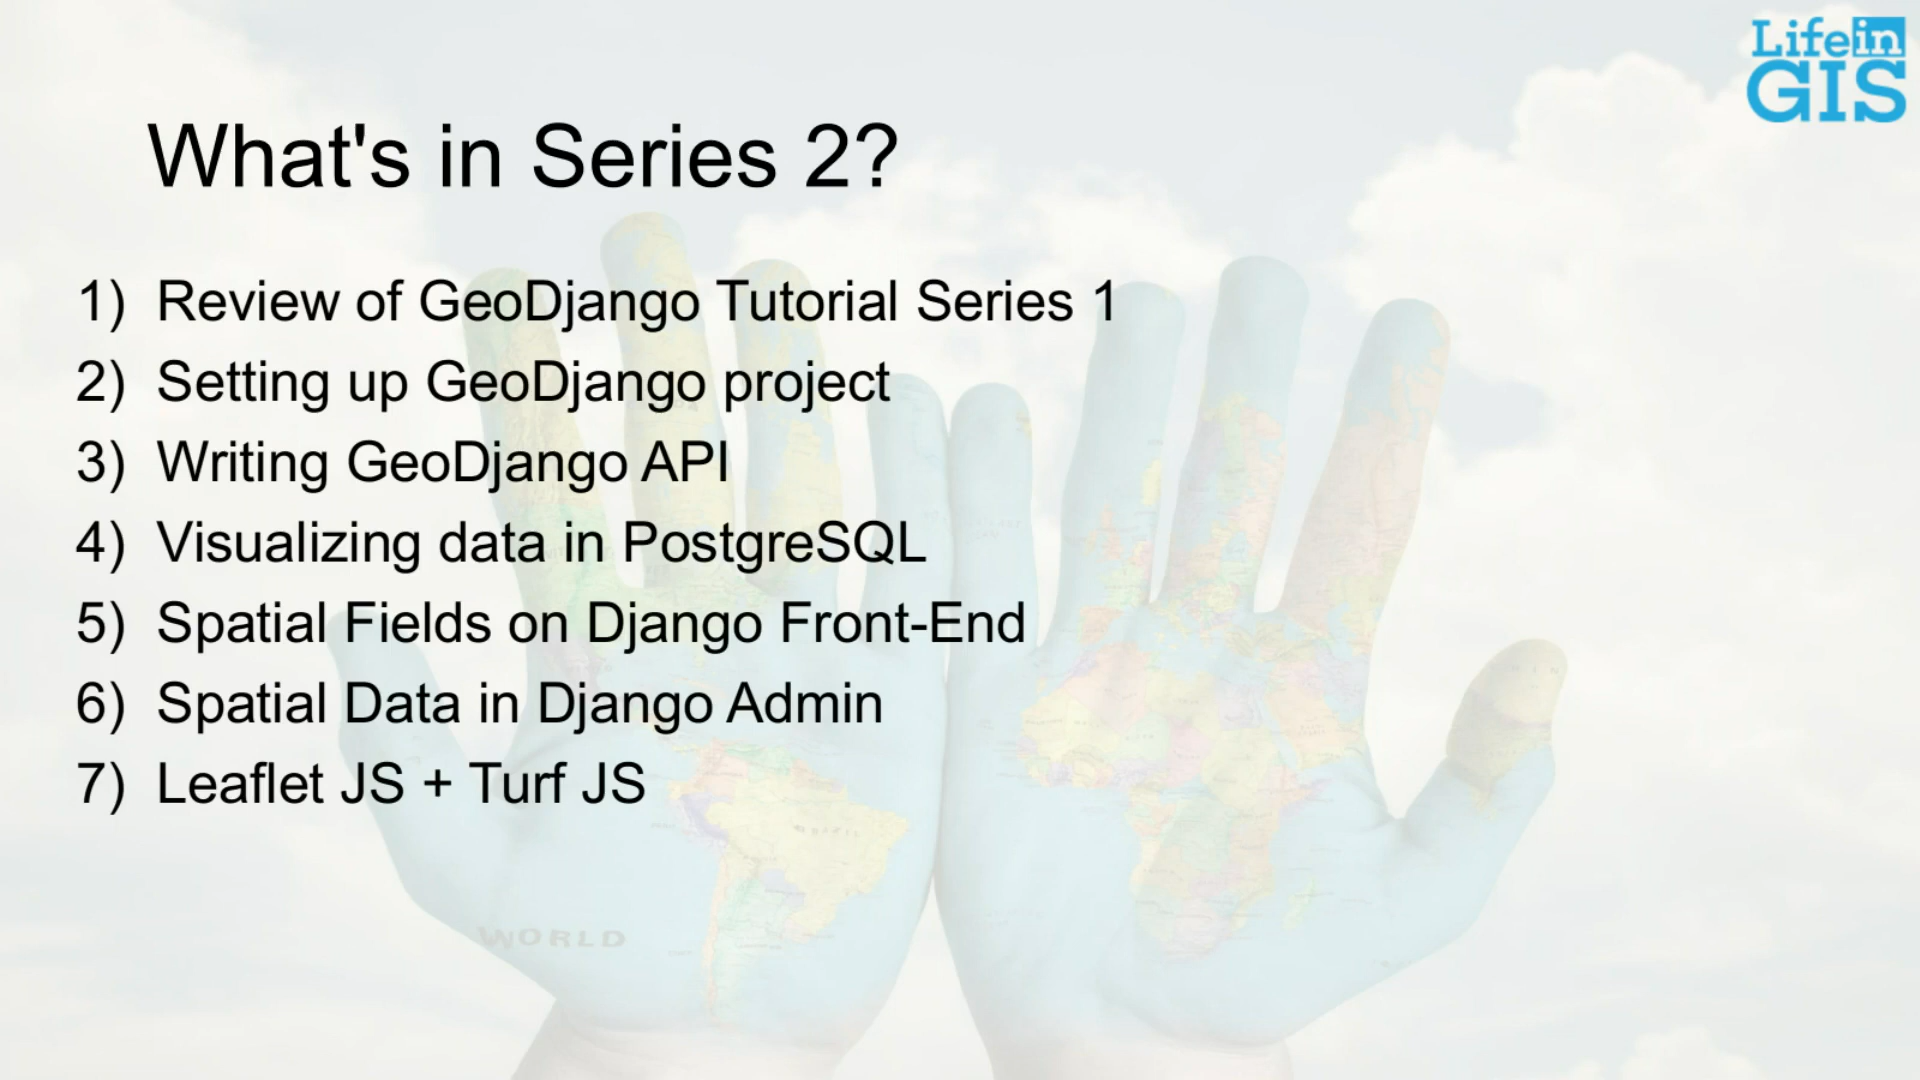 Lifein
GIS
What's in Series 2?
1) Review of GeoDjango Tutorial Series 1
2) Setting up GeoDjango project
3) Writing GeoDjango API
4) Visualizing data in PostgreSQL
5) Spatial Fields on Django Front-End
6) Spatial Data in Django Admin
7) Leaflet JS + Turf JS
WORLD